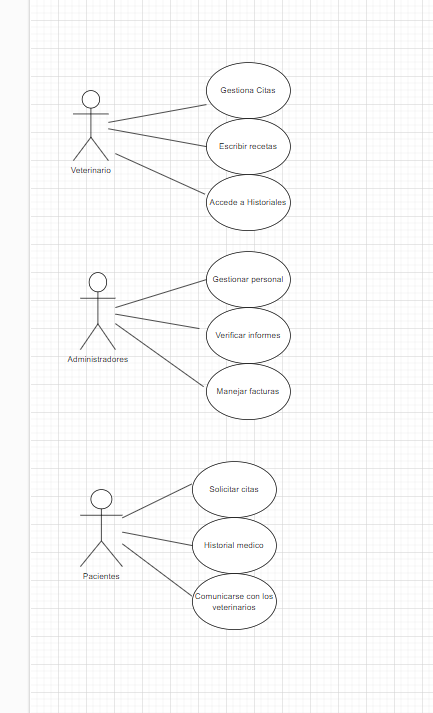 Gestiona Citas
Escribir recetas
Veterinario
Accede a Historiales
Gestionar personal
Verificar informes
Administradores
Manejar facturas
Solicitar citas
Historial medico
Pacientes
Comunicarse con los
veterinarios